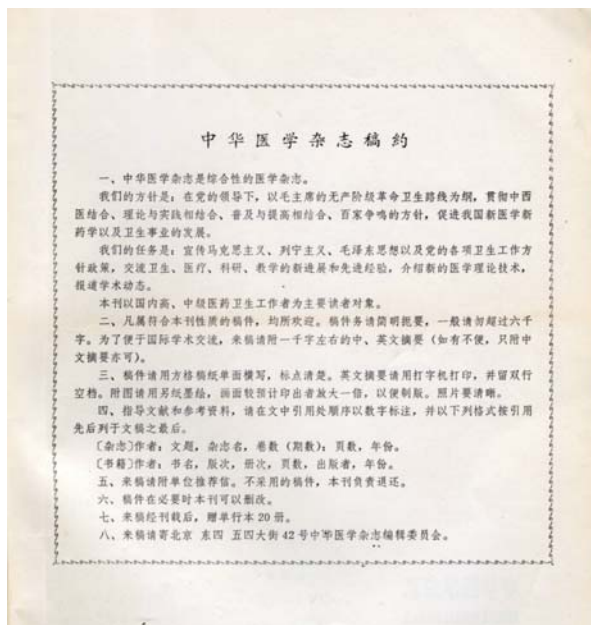 中华医学杂志稿约
一、中华医学杂志是综合性的医学杂志。
我们的方针是：在党的领导下，以毛主席的无产阶级革命卫生路线为纲，贯彻中西
医结合、理论与实践相结合、普及与提高相结合、百家争鸣的方针，促进我国新医学新
药学以及卫生事业的发展。
我们的任务是：宣传马克思主义、列宁主义、毛泽东思想以及党的各项卫生工作方
针政策，交流卫生、医疗、科研、教学的新进展和先进经验，介绍新的医学理论技术，
报道学术动态。
本刊以国内高、中级医药卫生工作者为主要读者对象。
二、凡属符合本刊性质的稿件，均所欢迎。稿件务请简明扼要，一般请勿超过六千
字。为了便于国际学术交流，来稿请附一千字左右的中、英文摘要（如有不便，只附中
文摘要亦可）。
三、稿件请用方格稿纸单面横写，标点清楚。英文摘要请用打字机打印，并留双行
空档。附图请用另纸墨绘，画面较预计印出者放大一倍，以便制版。照片要清晰。
四、指导文献和参考资料，请在文中引用处顺序以数字标注，并以下列格式按引用
先后列于文稿之最后。
〔杂志〕作者：文题，杂志名，卷数（期数）：页数，年份。
〔书籍〕作者：书名，版次，册次，页数，出版者，年份。
五、来稿请附单位推荐信。不采用的稿件，本刊负责退还。
六、稿件在必要时本刊可以删改。
七、来稿经刊载后，赠单行本 20 册。
八、来稿请寄北京 东四 五四大街 42 号中华医学杂志编辑委员会。